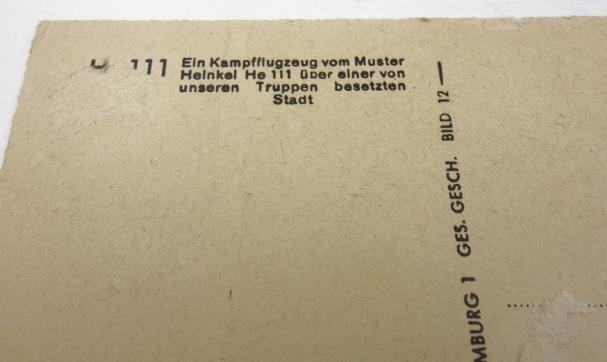 111
Ein Kampfflugzeug vom Muster
Heinkel He 111 über einer von
unseren Truppen besetzten
Stadt
MBURG 1 GES. GESCH. BILD 12 —